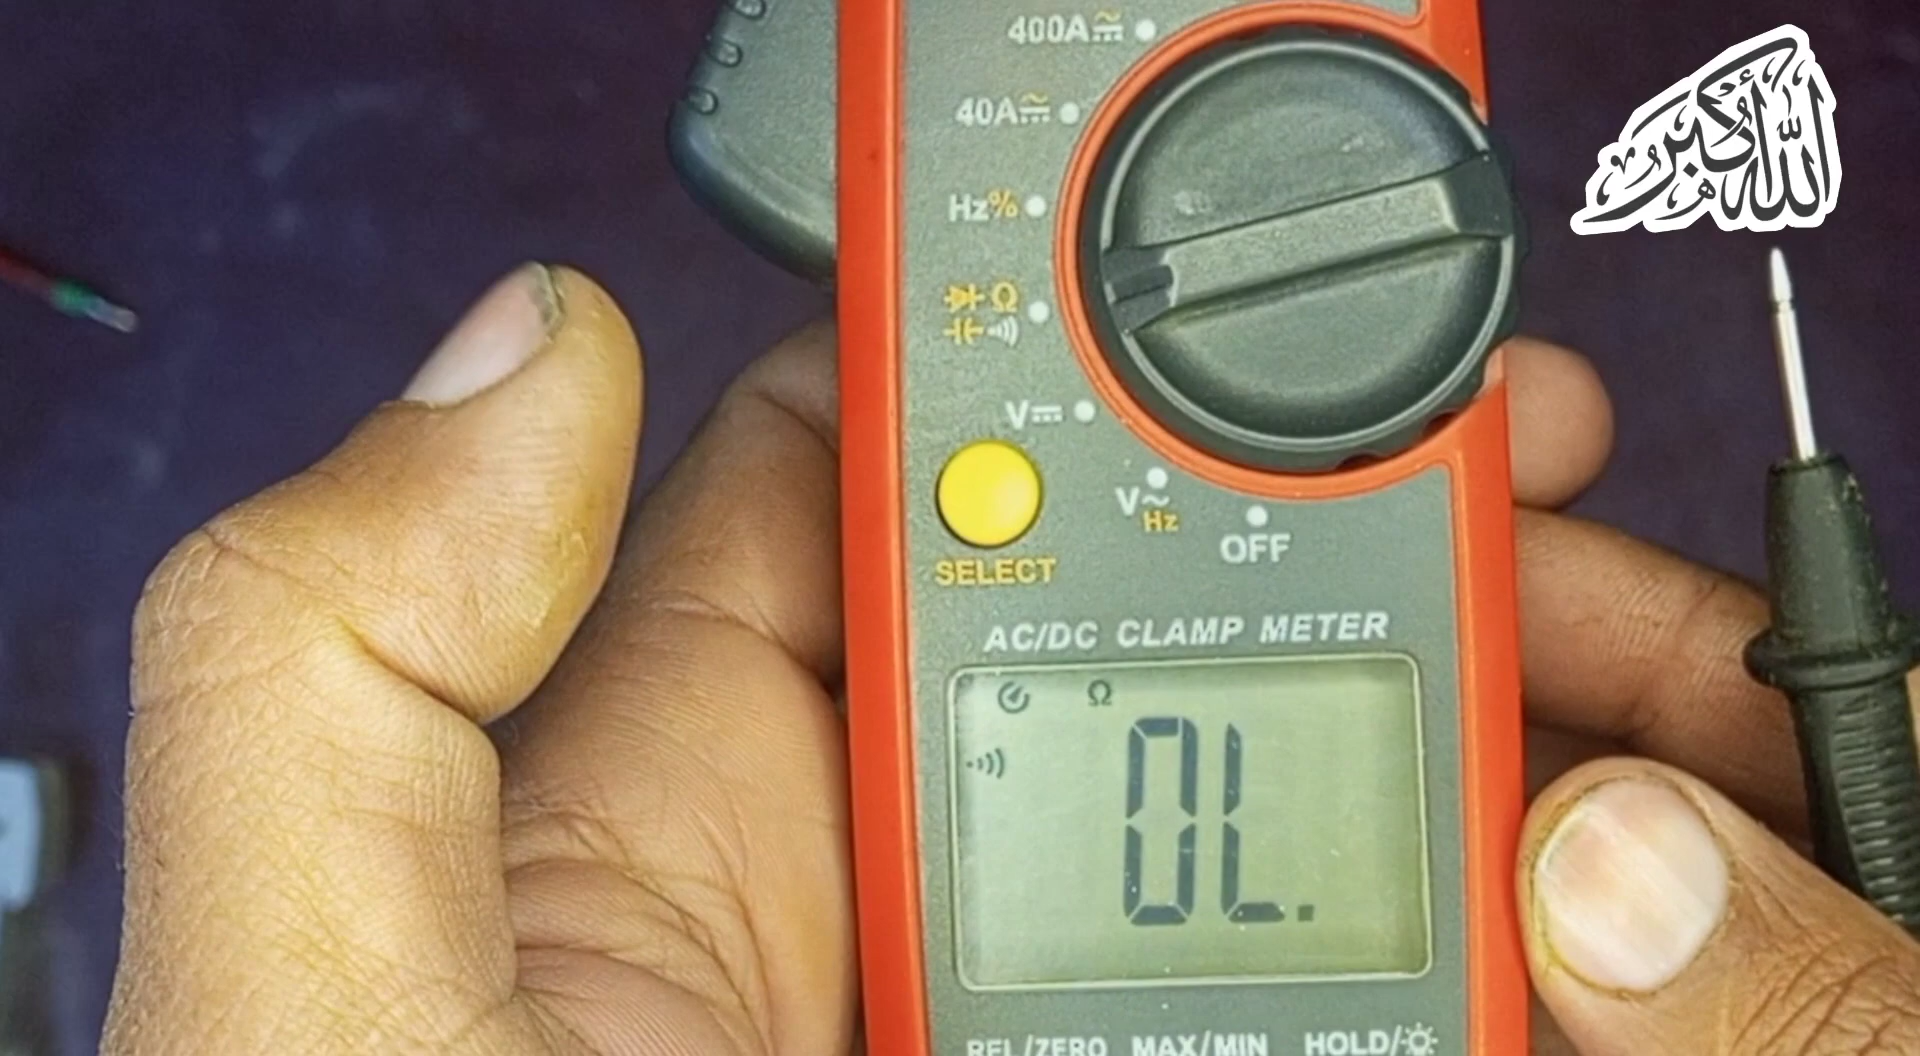 400A
الله أكبر
40A
Hz%
Ω
V
V
Hz
OFF
SELECT
AC/DC CLAMP METER
Ω
OL.
REL/ZERO MAX/MIN HOLD/